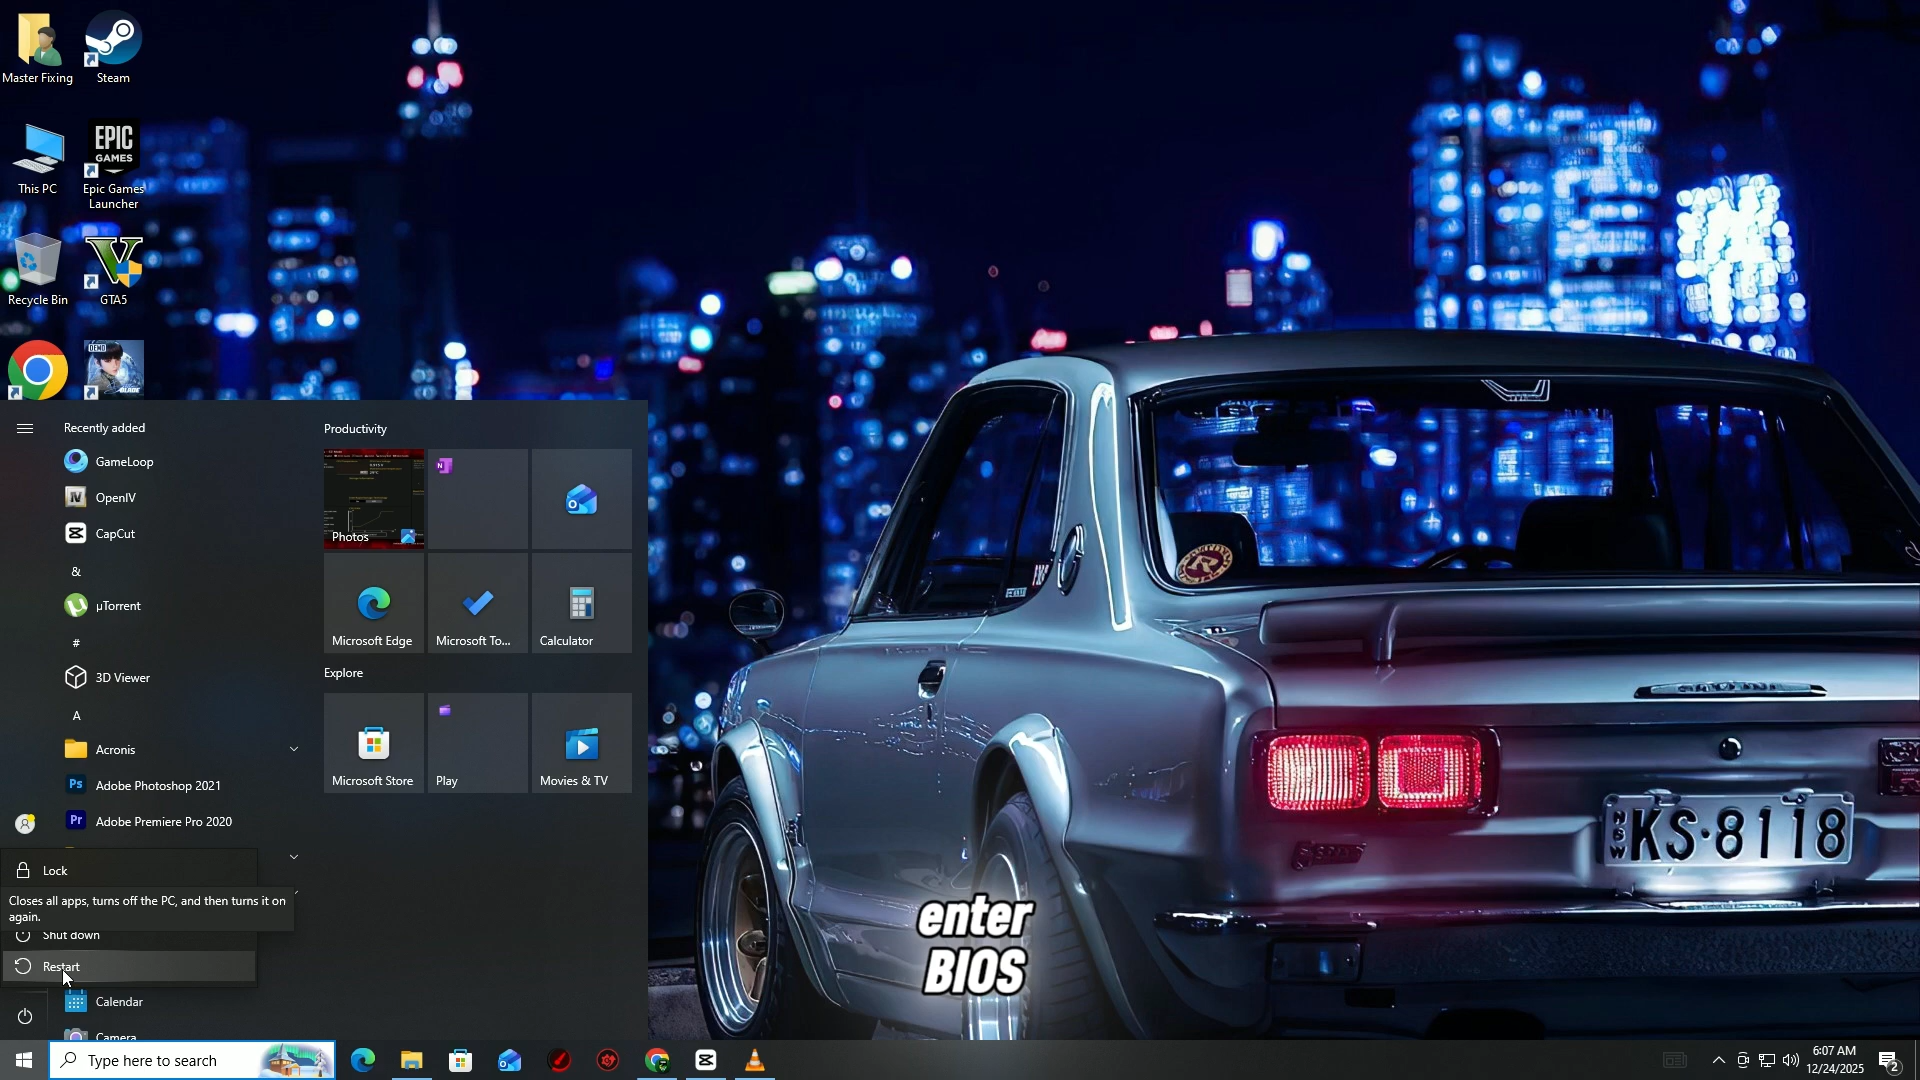 Master Fixing
Steam
This PC
EPIC
GAMES
Epic Games
Launcher
Recycle Bin
GTA5
DEMO
BLADE
Recently added
GameLoop
OpenIV
CapCut
&
µTorrent
#
3D Viewer
A
Acronis
Adobe Photoshop 2021
Adobe Premiere Pro 2020
Lock
Closes all apps, turns off the PC, and then turns it on
again.
Shut down
Restart
Calendar
Camera
Productivity
Photos
Microsoft Edge
Microsoft To...
Calculator
Explore
Microsoft Store
Play
Movies & TV
KS·8118
enter
BIOS
Type here to search
6:07 AM
12/24/2025
2